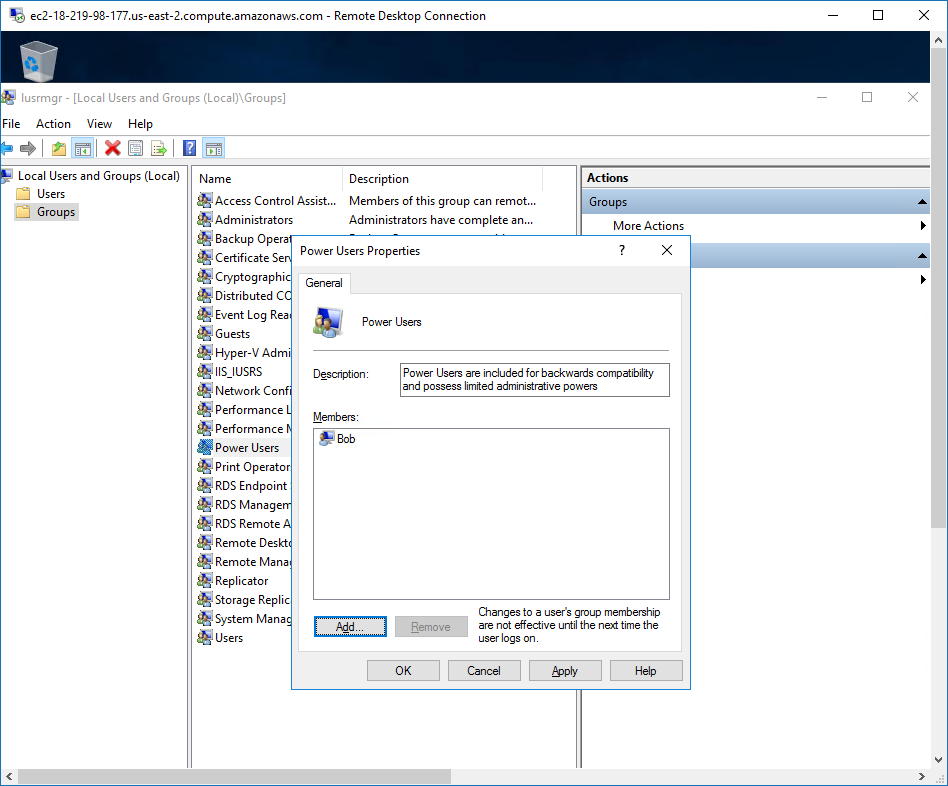 ec2-18-219-98-177.us-east-2.compute.amazonaws.com - Remote Desktop Connection
lusrmgr - [Local Users and Groups (Local)\Groups]
File Action View Help
Local Users and Groups (Local)
Users
Groups
Name Description
Access Control Assist... Members of this group can remot...
Administrators Administrators have complete an...
Backup Operat
Certificate Serv
Cryptographic
Distributed CO
Event Log Rea
Guests
Hyper-V Admi
IIS_IUSRS
Network Confi
Performance L
Performance M
Power Users
Print Operator
RDS Endpoint
RDS Managem
RDS Remote A
Remote Deskto
Remote Manag
Replicator
Storage Replic
System Manag
Users
Actions
Groups
More Actions
Power Users Properties
?
General
Power Users
Description:
Power Users are included for backwards compatibility
and possess limited administrative powers
Members:
Bob
Add...
Remove
Changes to a user's group membership
are not effective until the next time the
user logs on.
OK Cancel Apply Help